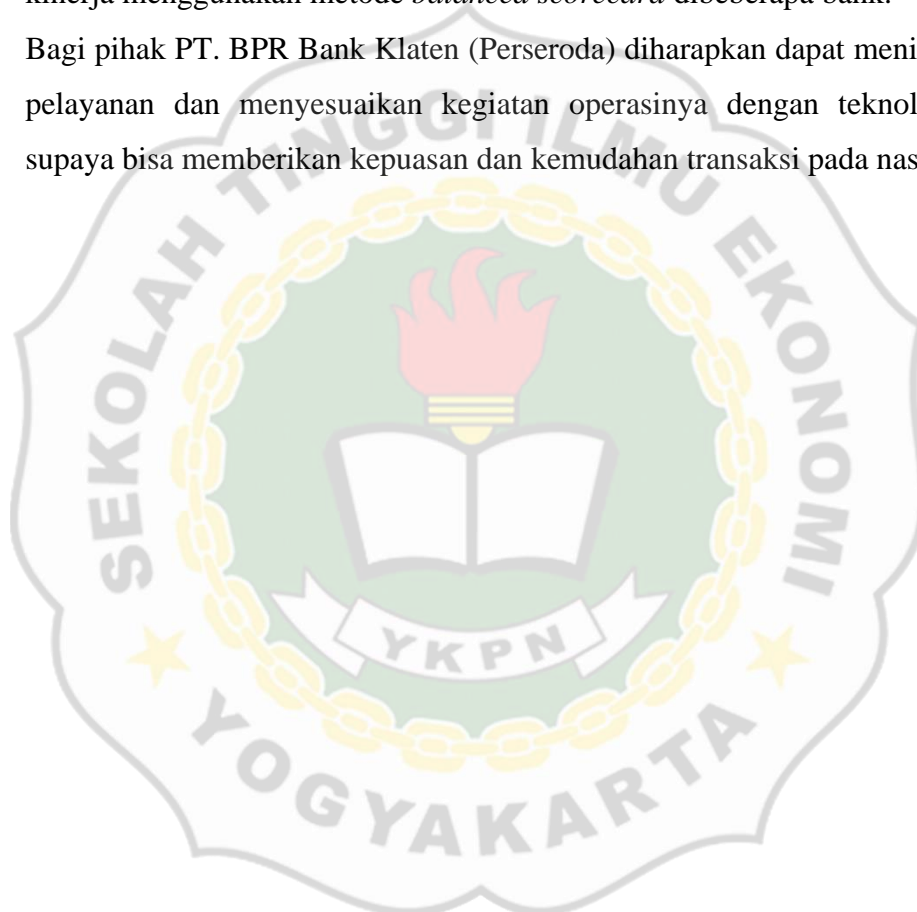 kinerja menggunakan metode balanced scorecard dibeberapa bank.
Bagi pihak PT. BPR Bank Klaten (Perseroda) diharapkan dapat meni
pelayanan dan menyesuaikan kegiatan operasinya dengan teknol
supaya bisa memberikan kepuasan dan kemudahan transaksi pada nas
SEKOLAH TINGGI ILMU EKONOMI
YKPN
YOGYAKARTA